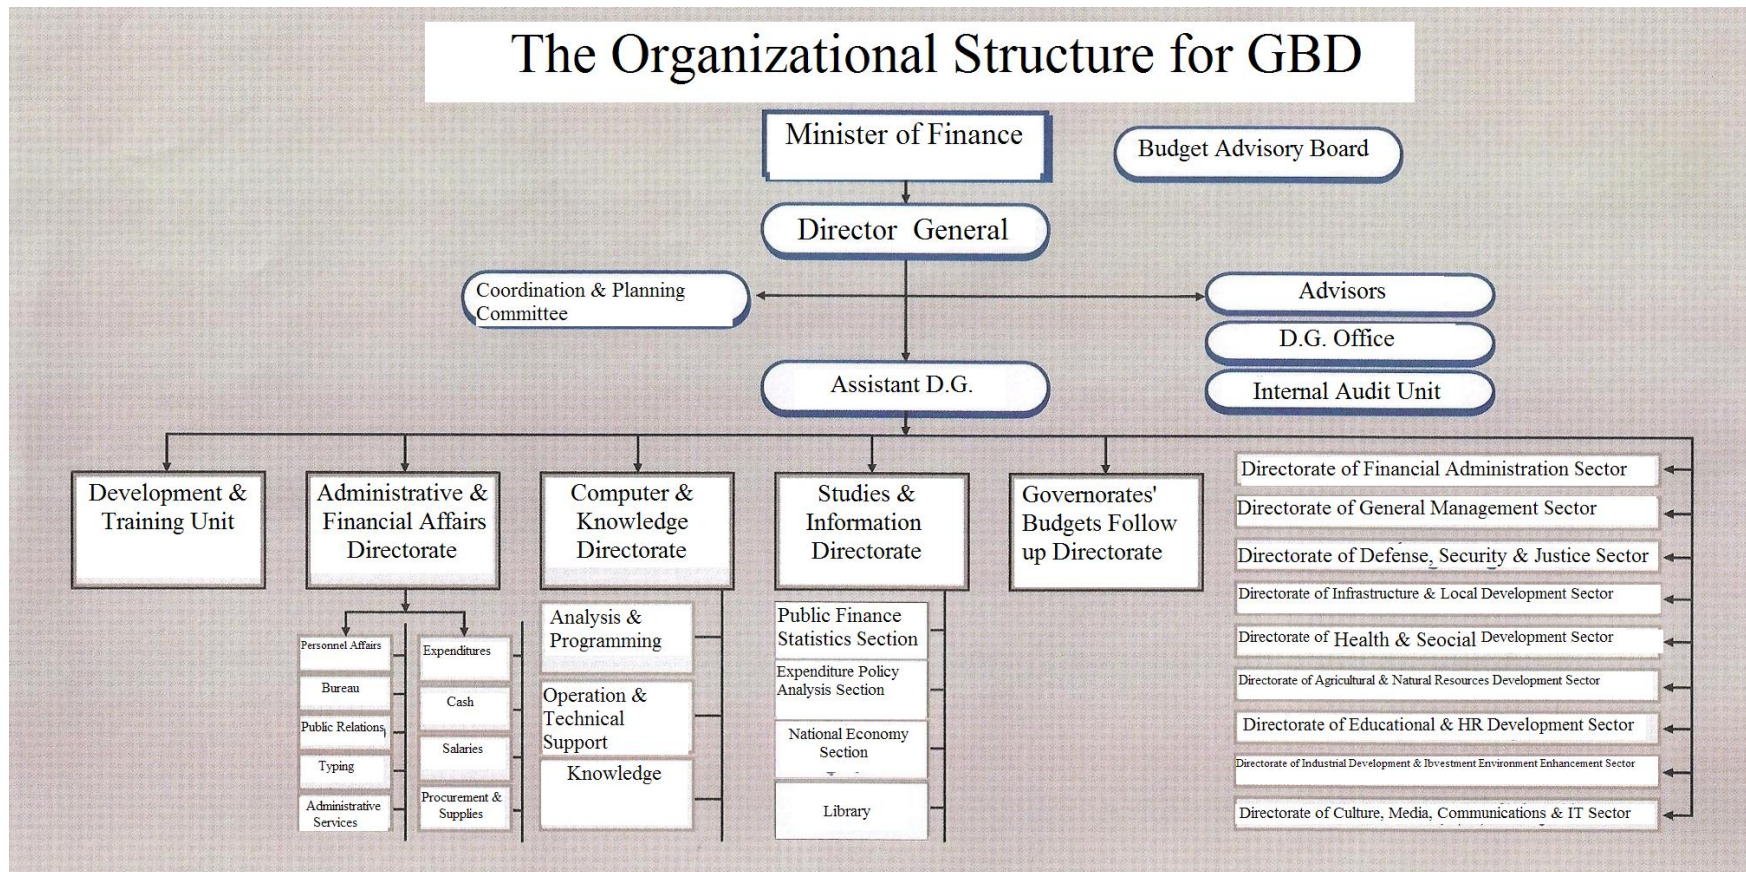 The Organizational Structure for GBD
Minister of Finance
Budget Advisory Board
Director General
Coordination & Planning
Committee
Advisors
D.G. Office
Internal Audit Unit
Assistant D.G.
Development &
Training Unit
Administrative &
Financial Affairs
Directorate
Personnel Affairs
Bureau
Public Relations
Typing
Administrative
Services
Expenditures
Cash
Salaries
Procurement &
Supplies
Computer &
Knowledge
Directorate
Analysis &
Programming
Operation &
Technical
Support
Knowledge
Studies &
Information
Directorate
Public Finance
Statistics Section
Expenditure Policy
Analysis Section
National Economy
Section
Library
Governorates'
Budgets Follow
up Directorate
Directorate of Financial Administration Sector
Directorate of General Management Sector
Directorate of Defense, Security & Justice Sector
Directorate of Infrastructure & Local Development Sector
Directorate of Health & Seocial Development Sector
Directorate of Agricultural & Natural Resources Development Sector
Directorate of Educational & HR Development Sector
Directorate of Industrial Development & Ibvestment Environment Enhancement Sector
Directorate of Culture, Media, Communications & IT Sector